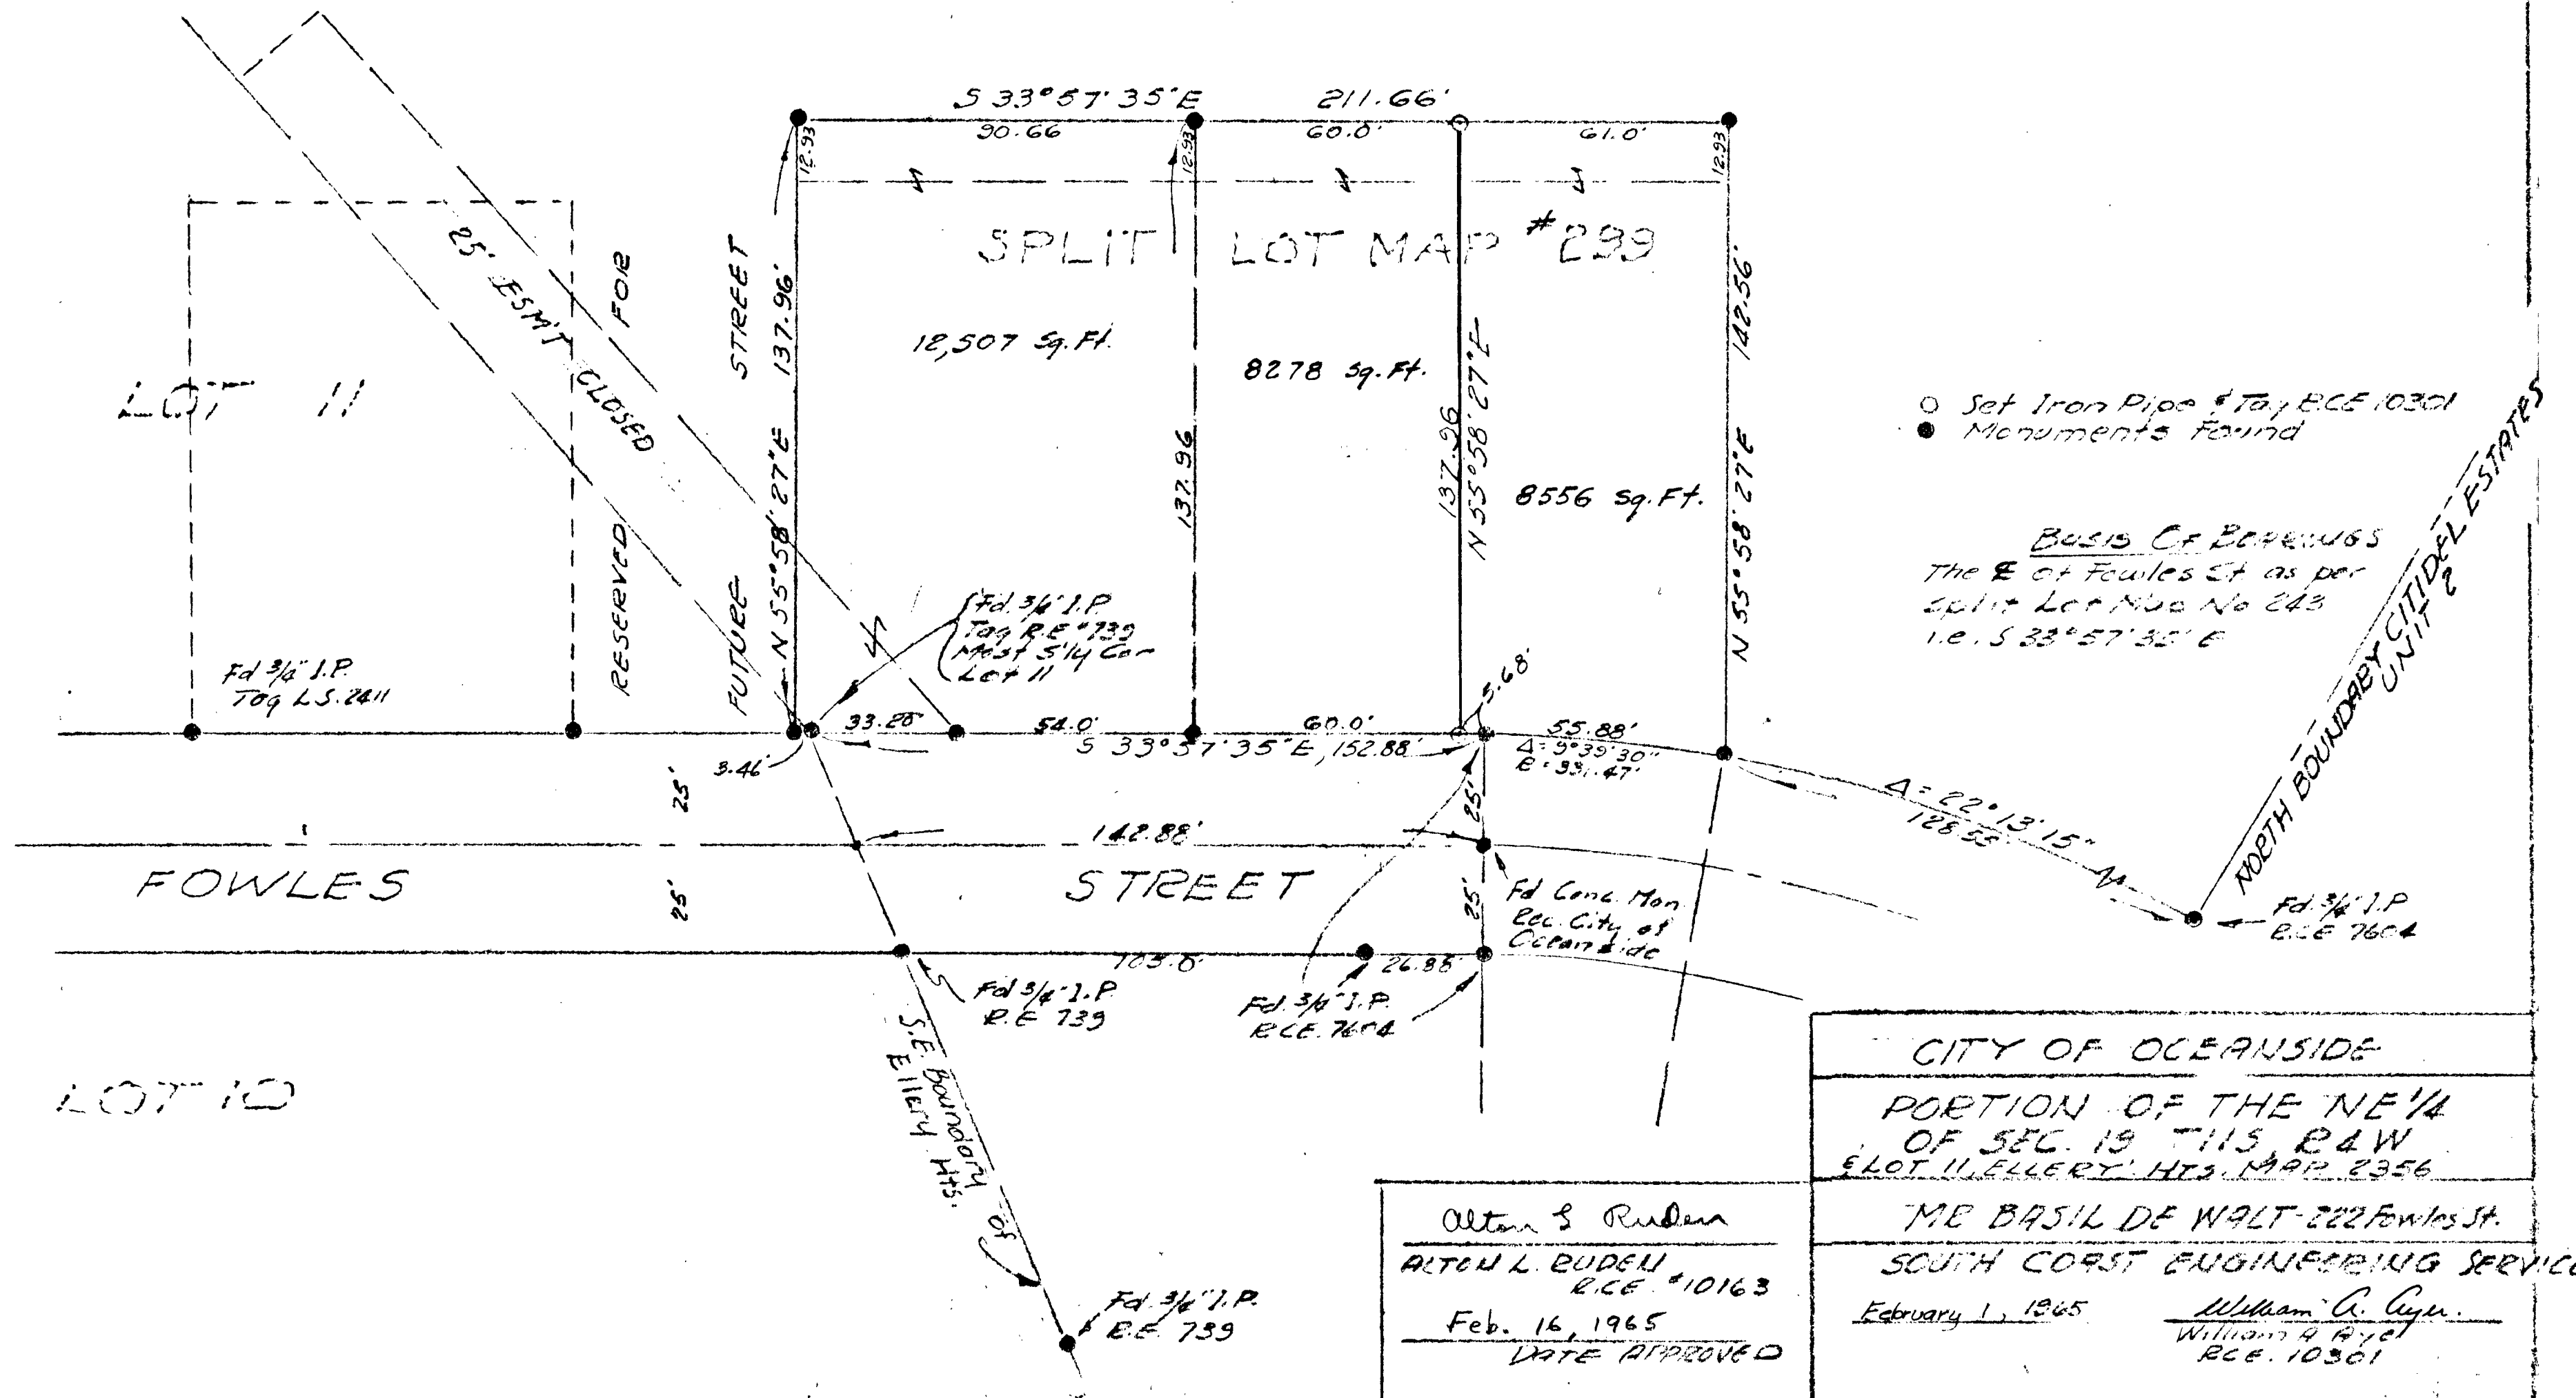 S 33°57'35"E 211.66'
90.66 60.0' 61.0'
12.93
12.93
12.93
SPLIT LOT MAP #299
25' ESM'T CLOSED
RESERVED FOR
FUTURE STREET
N 55°58'27"E 137.96'
12,507 Sq.Ft.
137.96
8278 Sq.Ft.
137.96
N 55°58'27"E
8556 Sq.Ft.
N 55°58'27"E 142.56'
LOT 11
Set Iron Pipe & Tag RCE 10301
Monuments Found
Basis Of Bearings
The ℄ of Fowles St. as per
Split Lot Map No 243
i.e. S 33°57'35" E
NORTH BOUNDARY CITIDEL ESTATES
UNIT 2
Fd. 3/4" I.P.
Tag L.S. 2411
Fd. 3/4" I.P.
Tag R.E. #739
Most S'ly Cor
Lot 11
3.46'
33.28'
54.0'
60.0'
5.68'
55.88'
S 33°57'35"E, 152.88'
Δ= 9°39'30"
R= 331.47'
Δ= 22°13'15"
128.55'
25'
25'
25'
25'
142.88'
FOWLES STREET
Fd Conc. Mon.
Rec. City of
Oceanside
Fd. 3/4" I.P.
RCE 7604
105.0'
26.88'
Fd 3/4" I.P.
R.E 739
Fd. 3/4" I.P.
RCE. 7604
S.E. Boundary of
Ellery Hts.
LOT 10
Fd. 3/4" I.P.
R.E. 739
CITY OF OCEANSIDE
PORTION OF THE NE 1/4
OF SEC. 19 T11S, R4W
& LOT 11, ELLERY HTS. MAP 2356
MR BASIL DE WALT-222 Fowles St.
SOUTH COAST ENGINEERING SERVICE
February 1, 1965
William A. Ayer
RCE. 10301
Alton L Ruden
ALTON L. RUDEN
R.C.E. #10163
Feb. 16, 1965
DATE APPROVED